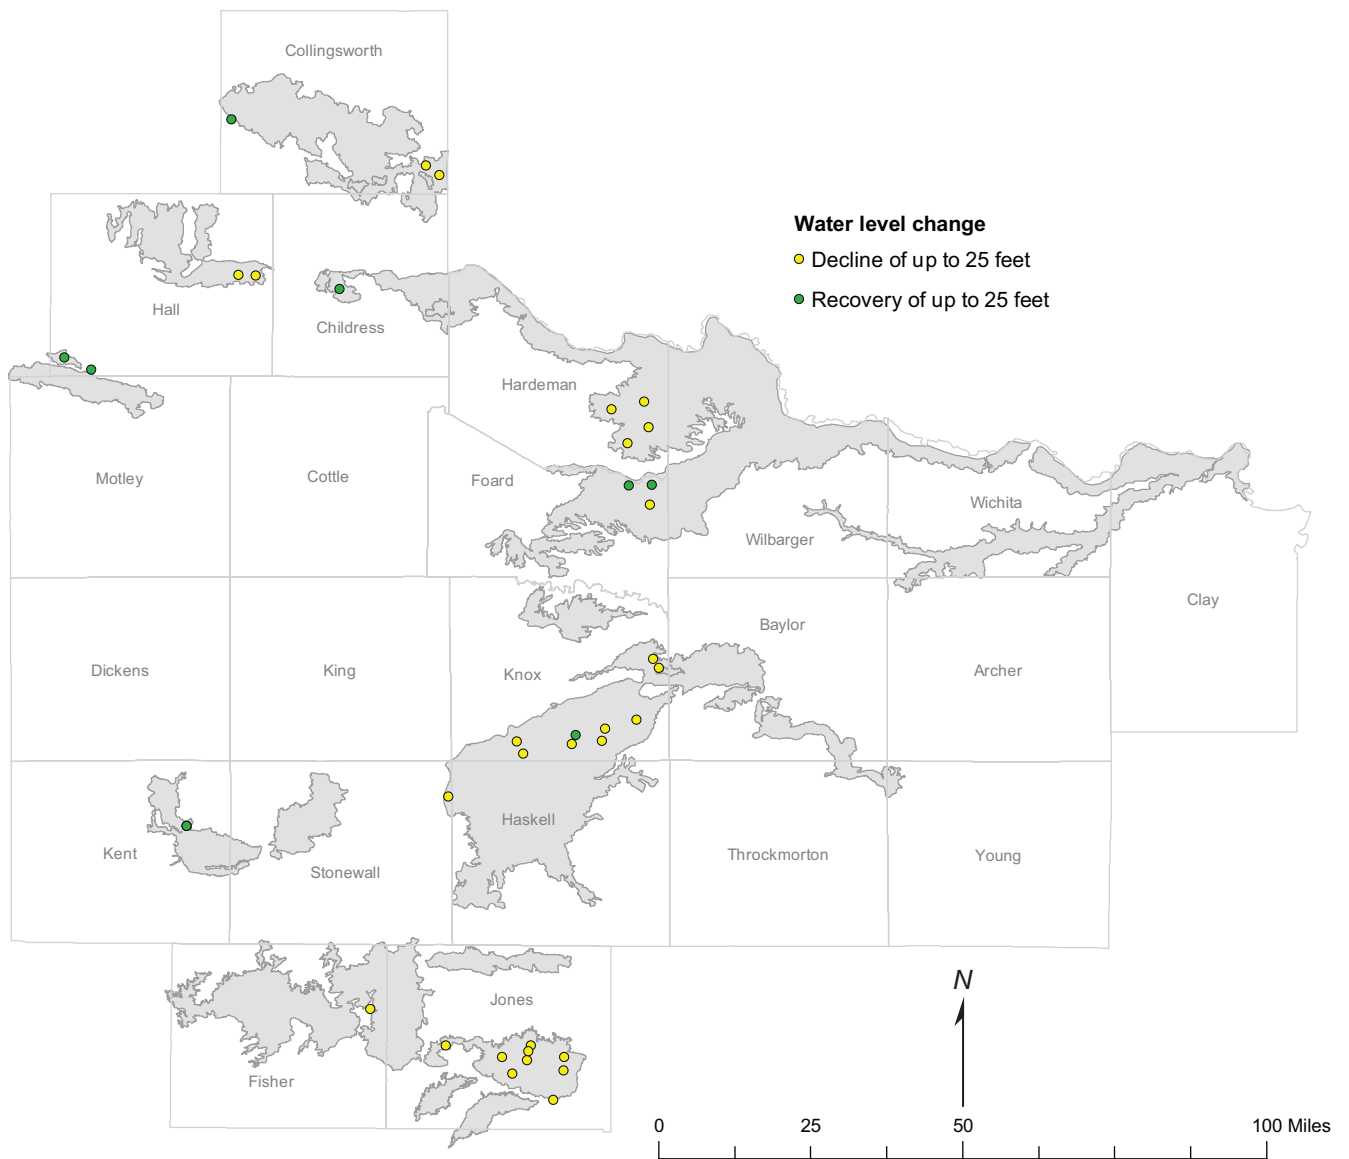 Collingsworth
Water level change
Decline of up to 25 feet
Recovery of up to 25 feet
Hall
Childress
Hardeman
Motley
Cottle
Foard
Wichita
Wilbarger
Clay
Baylor
Dickens
King
Knox
Archer
Haskell
Kent
Stonewall
Throckmorton
Young
N
Jones
Fisher
0 25 50 100 Miles